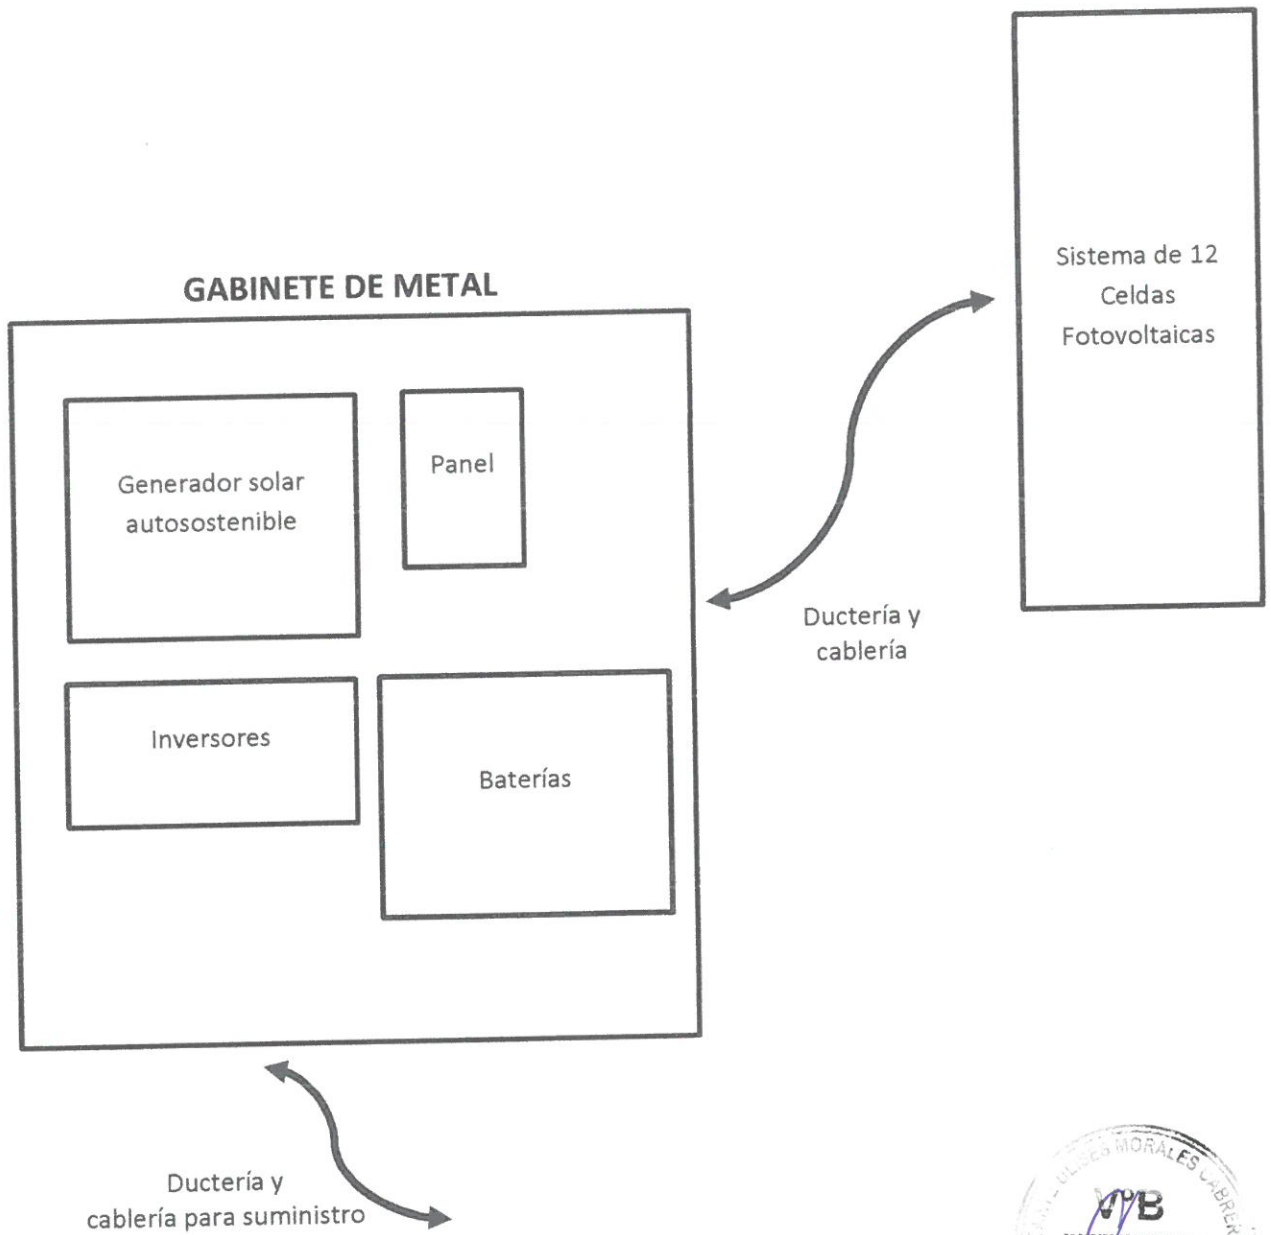 Sistema de 12
Celdas
Fotovoltaicas
GABINETE DE METAL
Generador solar
autosostenible
Panel
Ductería y
cablería
Inversores
Baterías
Ductería y
cablería para suministro
MORALES
V°B